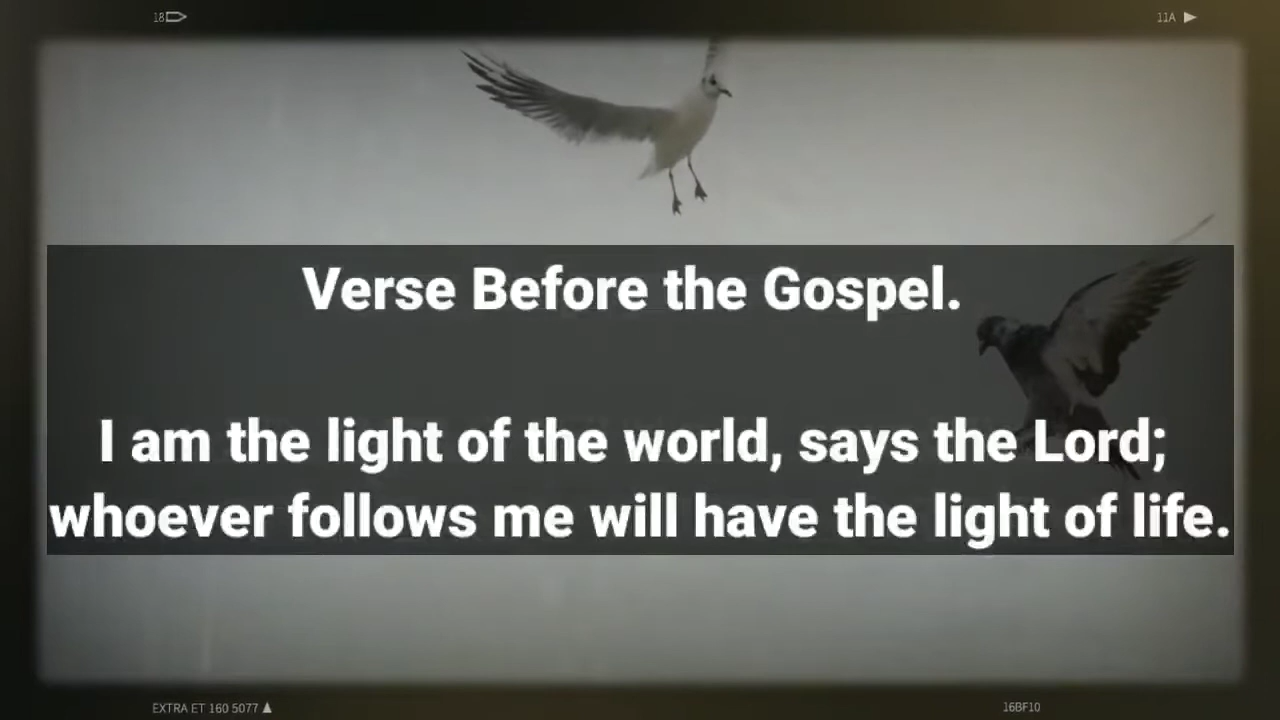 18
11A
Verse Before the Gospel.
I am the light of the world, says the Lord;
whoever follows me will have the light of life.
EXTRA ET 160 5077
16BF10